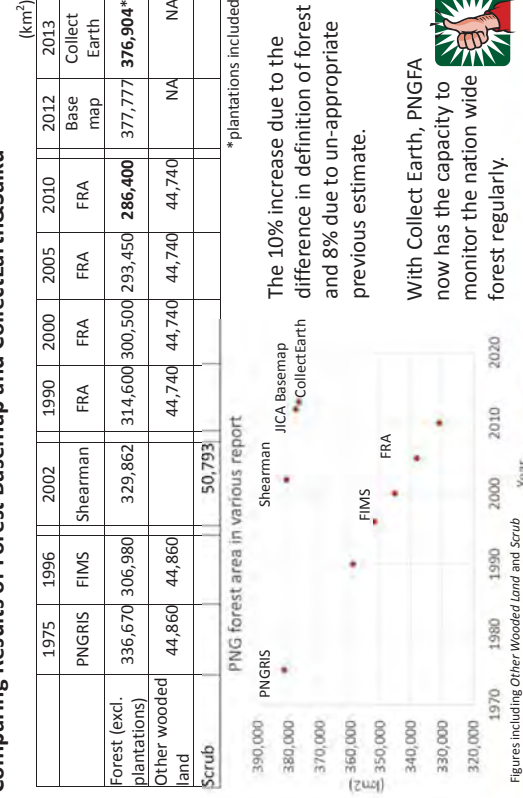 Comparing Results of Forest Basemap and CollectEarth&Saiku
(km²)
1975 1996 2002 1990 2000 2005 2010 2012 2013
PNGRIS FIMS Shearman FRA FRA FRA FRA Base map Collect Earth
Forest (excl. plantations) 336,670 306,980 329,862 314,600 300,500 293,450 286,400 377,777 376,904*
Other wooded land 44,860 44,860 44,740 44,740 44,740 44,740 NA NA
Scrub 50,793
*plantations included
PNG forest area in various report
390,000
380,000
370,000
360,000
350,000
340,000
330,000
320,000
(km2)
PNGRIS
Shearman
JICA Basemap
CollectEarth
FIMS
FRA
1970 1980 1990 2000 2010 2020
Year
Figures including Other Wooded Land and Scrub
The 10% increase due to the
difference in definition of forest
and 8% due to un-appropriate
previous estimate.
With Collect Earth, PNGFA
now has the capacity to
monitor the nation wide
forest regularly.